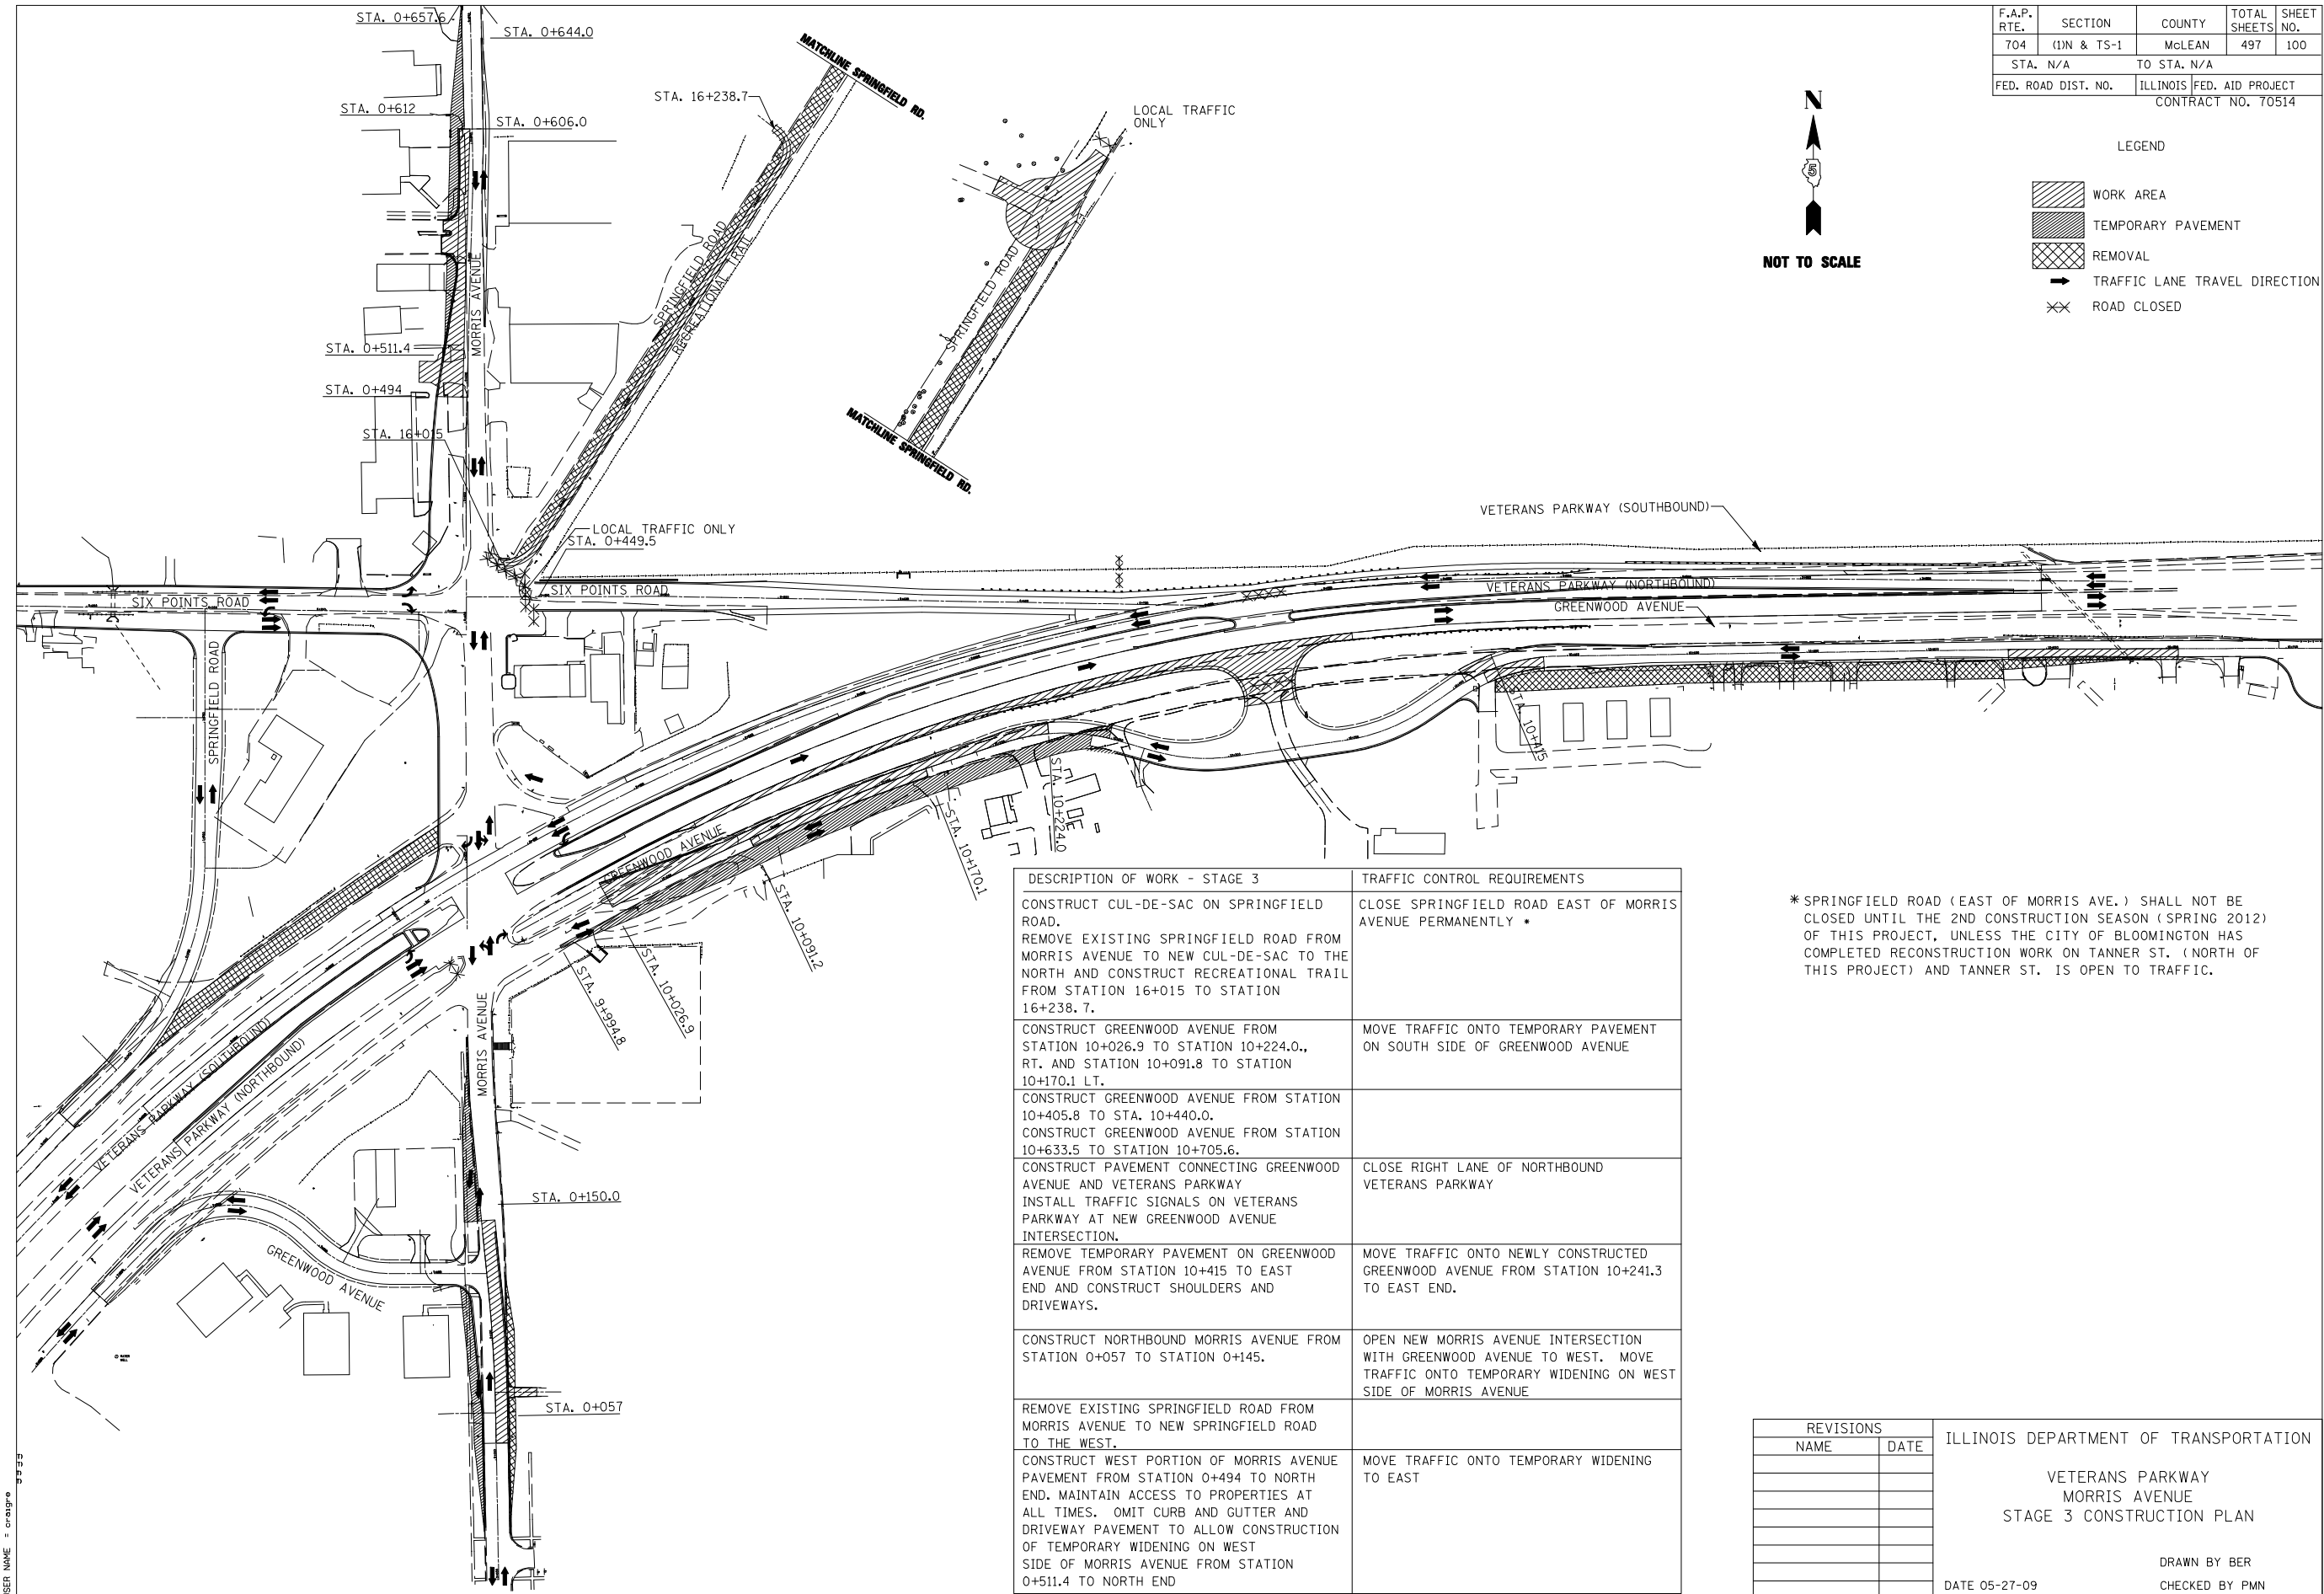 F.A.P. RTE. SECTION COUNTY TOTAL SHEETS SHEET NO.
704 (1)N & TS-1 McLEAN 497 100
STA. N/A TO STA. N/A
FED. ROAD DIST. NO. ILLINOIS FED. AID PROJECT
CONTRACT NO. 70514
N
5
NOT TO SCALE
LEGEND
WORK AREA
TEMPORARY PAVEMENT
REMOVAL
TRAFFIC LANE TRAVEL DIRECTION
ROAD CLOSED
STA. 0+657.6
STA. 0+644.0
STA. 0+612
STA. 0+606.0
MORRIS AVENUE
STA. 0+511.4
STA. 0+494
STA. 16+015
STA. 16+238.7
MATCHLINE SPRINGFIELD RD.
SPRINGFIELD ROAD
RECREATIONAL TRAIL
LOCAL TRAFFIC
ONLY
SPRINGFIELD ROAD
MATCHLINE SPRINGFIELD RD.
LOCAL TRAFFIC ONLY
STA. 0+449.5
SIX POINTS ROAD
SIX POINTS ROAD
VETERANS PARKWAY (SOUTHBOUND)
VETERANS PARKWAY (NORTHBOUND)
GREENWOOD AVENUE
SPRINGFIELD ROAD
STA. 10+415
STA. 10+224.0
STA. 10+170.1
GREENWOOD AVENUE
STA. 10+091.2
STA. 10+026.9
STA. 9+994.8
VETERANS PARKWAY (SOUTHBOUND)
VETERANS PARKWAY (NORTHBOUND)
MORRIS AVENUE
STA. 0+150.0
GREENWOOD AVENUE
STA. 0+057
DESCRIPTION OF WORK - STAGE 3
TRAFFIC CONTROL REQUIREMENTS
CONSTRUCT CUL-DE-SAC ON SPRINGFIELD
ROAD.
REMOVE EXISTING SPRINGFIELD ROAD FROM
MORRIS AVENUE TO NEW CUL-DE-SAC TO THE
NORTH AND CONSTRUCT RECREATIONAL TRAIL
FROM STATION 16+015 TO STATION
16+238.7.
CLOSE SPRINGFIELD ROAD EAST OF MORRIS
AVENUE PERMANENTLY *
CONSTRUCT GREENWOOD AVENUE FROM
STATION 10+026.9 TO STATION 10+224.0.,
RT. AND STATION 10+091.8 TO STATION
10+170.1 LT.
MOVE TRAFFIC ONTO TEMPORARY PAVEMENT
ON SOUTH SIDE OF GREENWOOD AVENUE
CONSTRUCT GREENWOOD AVENUE FROM STATION
10+405.8 TO STA. 10+440.0.
CONSTRUCT GREENWOOD AVENUE FROM STATION
10+633.5 TO STATION 10+705.6.
CONSTRUCT PAVEMENT CONNECTING GREENWOOD
AVENUE AND VETERANS PARKWAY
INSTALL TRAFFIC SIGNALS ON VETERANS
PARKWAY AT NEW GREENWOOD AVENUE
INTERSECTION.
CLOSE RIGHT LANE OF NORTHBOUND
VETERANS PARKWAY
REMOVE TEMPORARY PAVEMENT ON GREENWOOD
AVENUE FROM STATION 10+415 TO EAST
END AND CONSTRUCT SHOULDERS AND
DRIVEWAYS.
MOVE TRAFFIC ONTO NEWLY CONSTRUCTED
GREENWOOD AVENUE FROM STATION 10+241.3
TO EAST END.
CONSTRUCT NORTHBOUND MORRIS AVENUE FROM
STATION 0+057 TO STATION 0+145.
OPEN NEW MORRIS AVENUE INTERSECTION
WITH GREENWOOD AVENUE TO WEST. MOVE
TRAFFIC ONTO TEMPORARY WIDENING ON WEST
SIDE OF MORRIS AVENUE
REMOVE EXISTING SPRINGFIELD ROAD FROM
MORRIS AVENUE TO NEW SPRINGFIELD ROAD
TO THE WEST.
CONSTRUCT WEST PORTION OF MORRIS AVENUE
PAVEMENT FROM STATION 0+494 TO NORTH
END. MAINTAIN ACCESS TO PROPERTIES AT
ALL TIMES. OMIT CURB AND GUTTER AND
DRIVEWAY PAVEMENT TO ALLOW CONSTRUCTION
OF TEMPORARY WIDENING ON WEST
SIDE OF MORRIS AVENUE FROM STATION
0+511.4 TO NORTH END
MOVE TRAFFIC ONTO TEMPORARY WIDENING
TO EAST
* SPRINGFIELD ROAD (EAST OF MORRIS AVE.) SHALL NOT BE
CLOSED UNTIL THE 2ND CONSTRUCTION SEASON (SPRING 2012)
OF THIS PROJECT, UNLESS THE CITY OF BLOOMINGTON HAS
COMPLETED RECONSTRUCTION WORK ON TANNER ST. (NORTH OF
THIS PROJECT) AND TANNER ST. IS OPEN TO TRAFFIC.
REVISIONS
NAME DATE
ILLINOIS DEPARTMENT OF TRANSPORTATION
VETERANS PARKWAY
MORRIS AVENUE
STAGE 3 CONSTRUCTION PLAN
DRAWN BY BER
DATE 05-27-09 CHECKED BY PMN
USER NAME = craigre